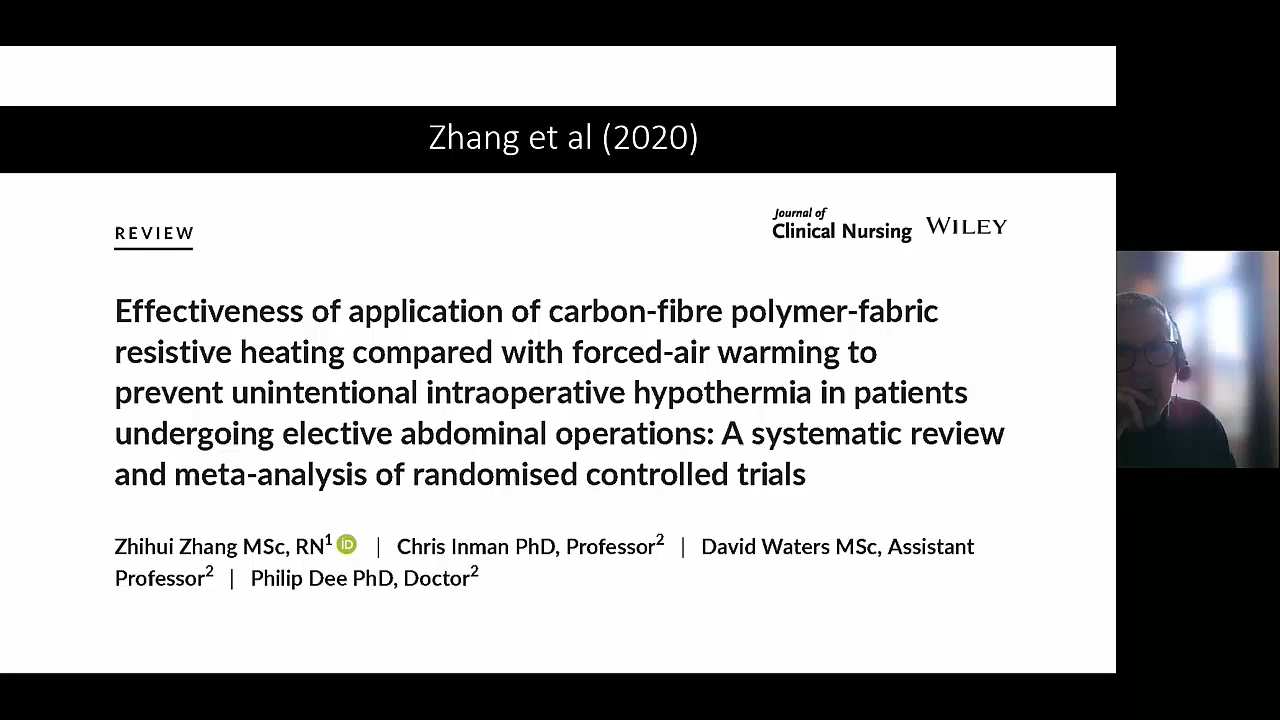 Zhang et al (2020)
REVIEW
Journal of
Clinical Nursing WILEY
Effectiveness of application of carbon-fibre polymer-fabric
resistive heating compared with forced-air warming to
prevent unintentional intraoperative hypothermia in patients
undergoing elective abdominal operations: A systematic review
and meta-analysis of randomised controlled trials
Zhihui Zhang MSc, RN¹ iD | Chris Inman PhD, Professor² | David Waters MSc, Assistant
Professor² | Philip Dee PhD, Doctor²